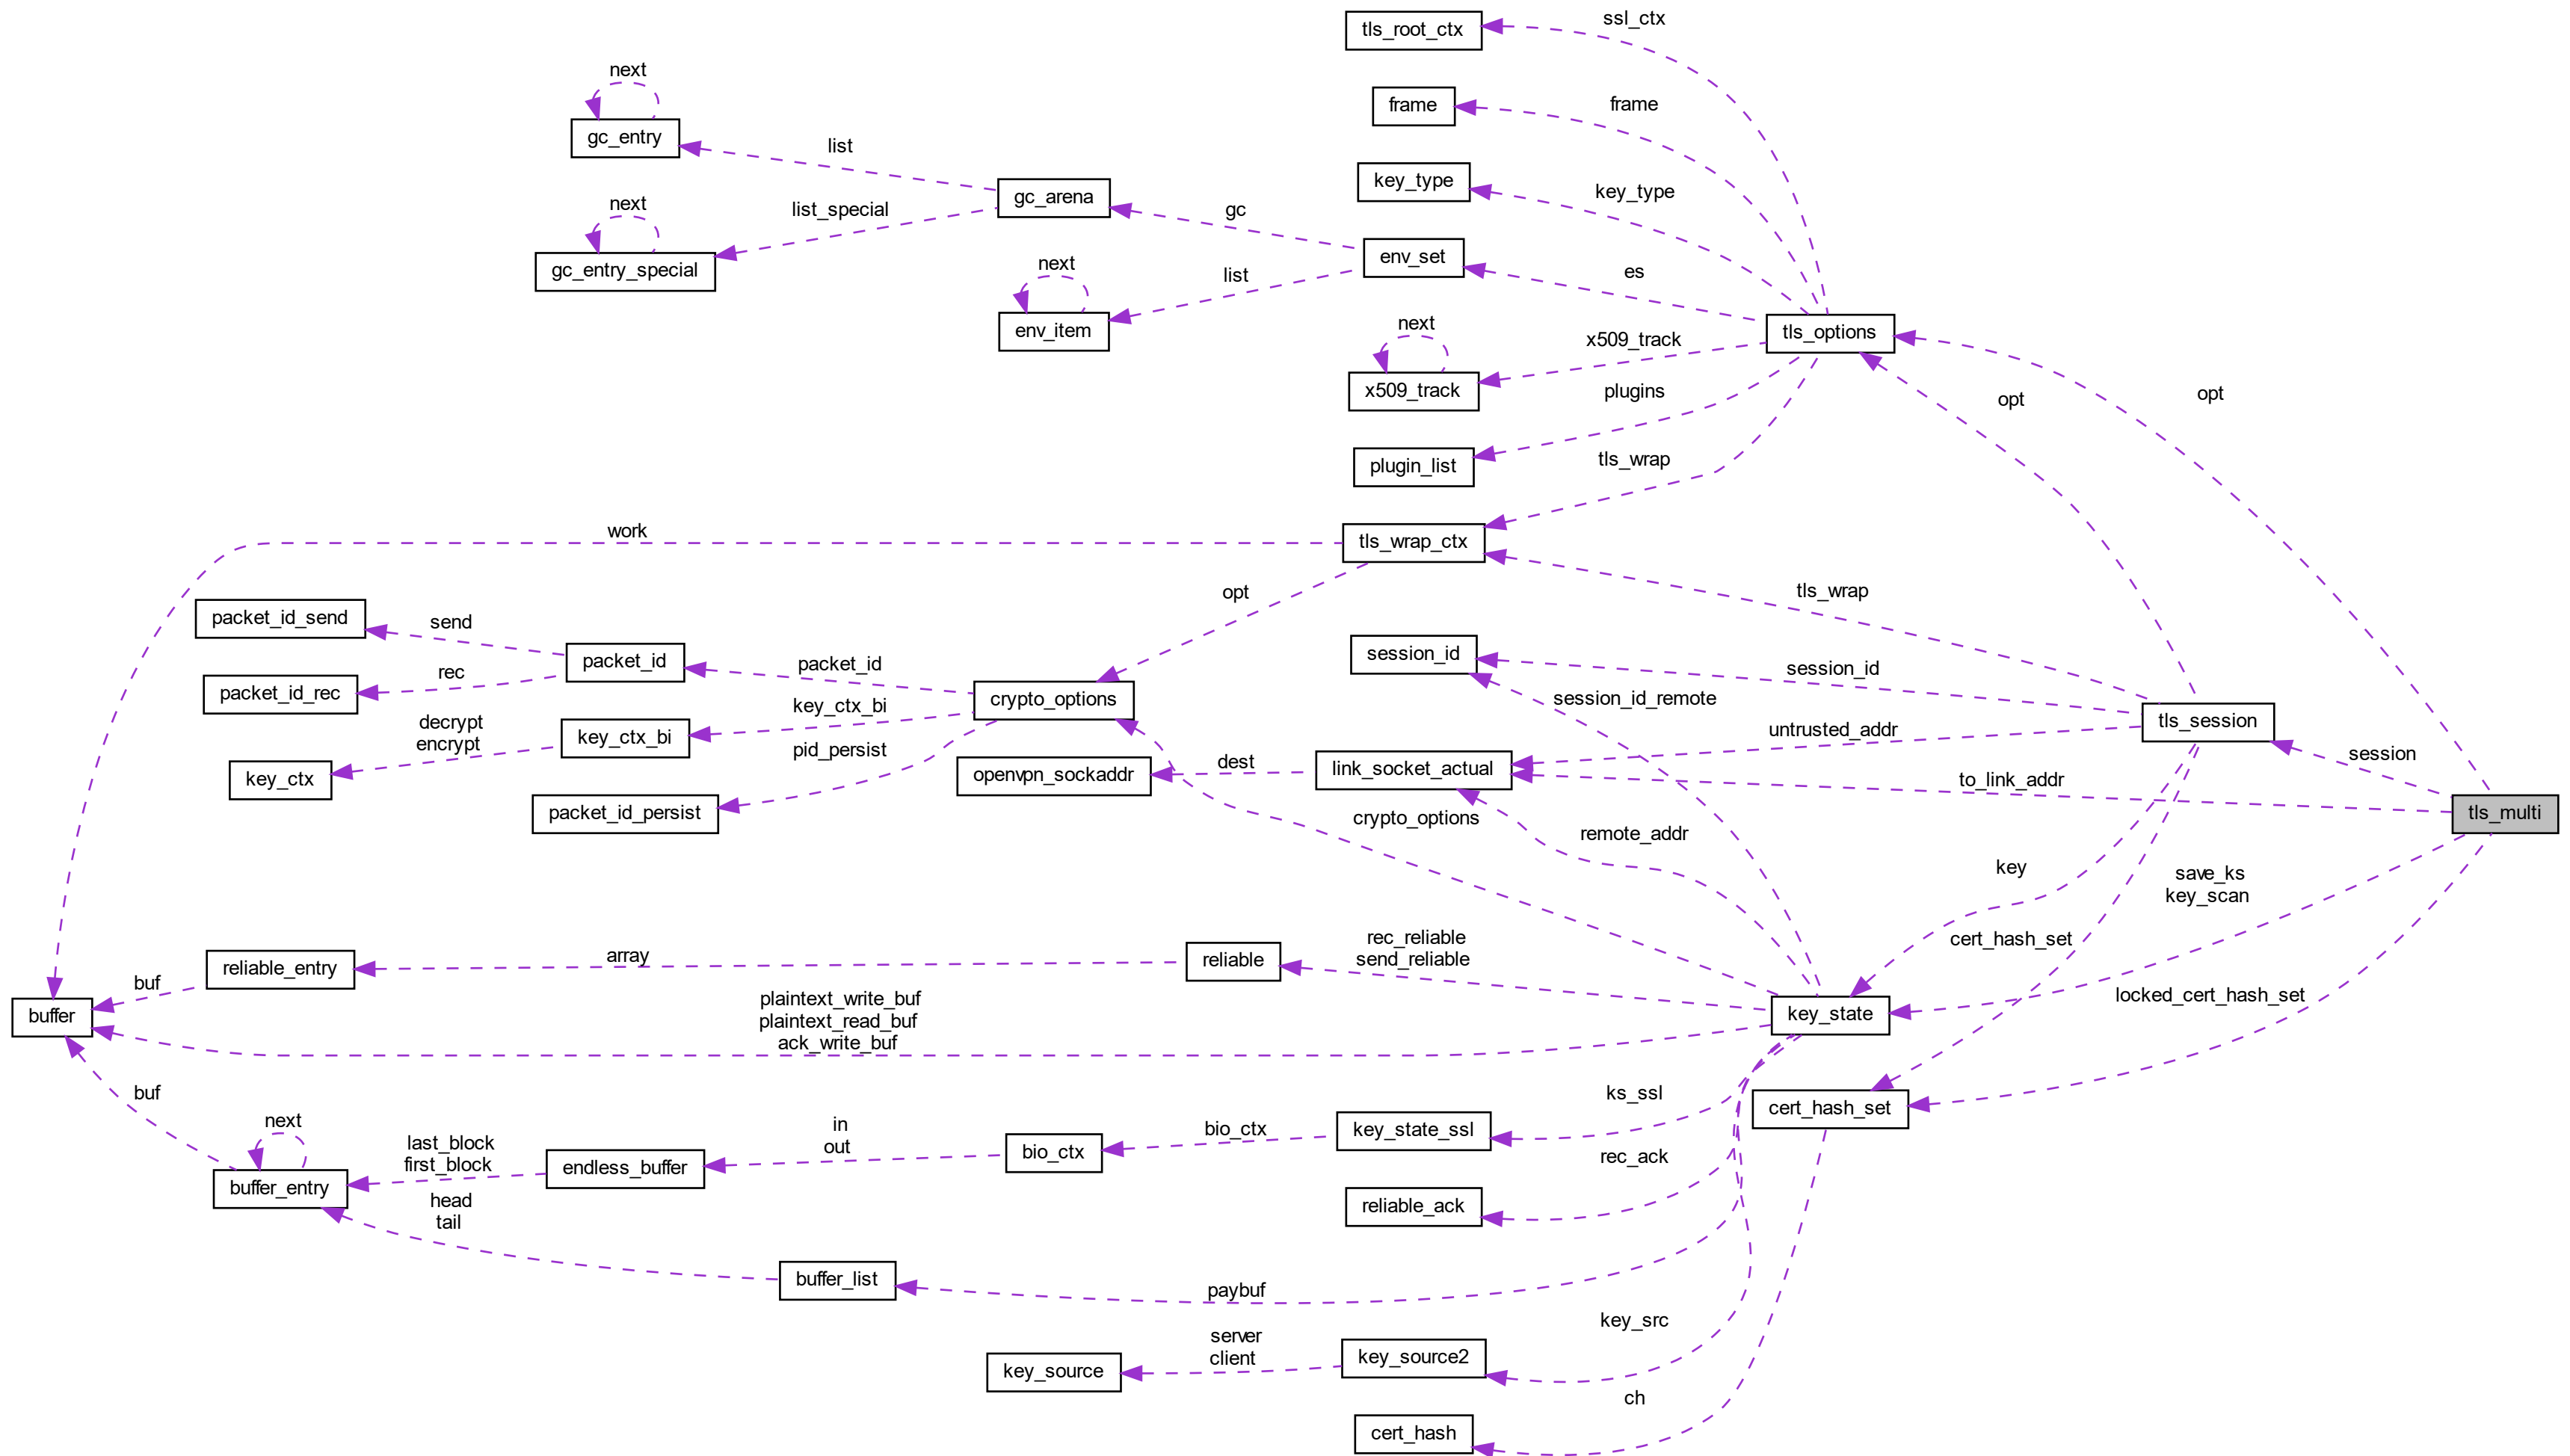 ssl_ctx
tls_root_ctx
next
frame
frame
gc_entry
list
key_type
key_type
gc_arena
next
list_special
gc
gc_entry_special
env_set
es
next
list
env_item
tls_options
next
x509_track
x509_track
plugins
opt
opt
plugin_list
tls_wrap
work
tls_wrap_ctx
opt
tls_wrap
packet_id_send
send
packet_id
packet_id
session_id
session_id
rec
packet_id_rec
crypto_options
session_id_remote
key_ctx_bi
tls_session
decrypt
encrypt
key_ctx_bi
pid_persist
untrusted_addr
session
key_ctx
openvpn_sockaddr
dest
link_socket_actual
to_link_addr
packet_id_persist
crypto_options
remote_addr
tls_multi
key
save_ks
key_scan
rec_reliable
send_reliable
cert_hash_set
reliable_entry
array
reliable
buf
buffer
plaintext_write_buf
plaintext_read_buf
ack_write_buf
key_state
locked_cert_hash_set
buf
ks_ssl
cert_hash_set
next
in
out
bio_ctx
key_state_ssl
last_block
first_block
bio_ctx
rec_ack
buffer_entry
endless_buffer
head
tail
reliable_ack
buffer_list
paybuf
key_src
server
client
key_source2
key_source
ch
cert_hash